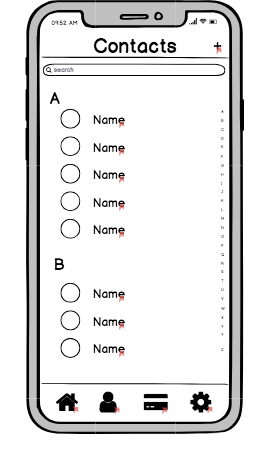 09:52 AM
Contacts +
search
A
Name
Name
Name
Name
Name
B
Name
Name
Name
A
B
C
D
E
F
G
H
I
J
K
L
M
N
O
P
Q
R
S
T
U
V
W
X
Y
Z